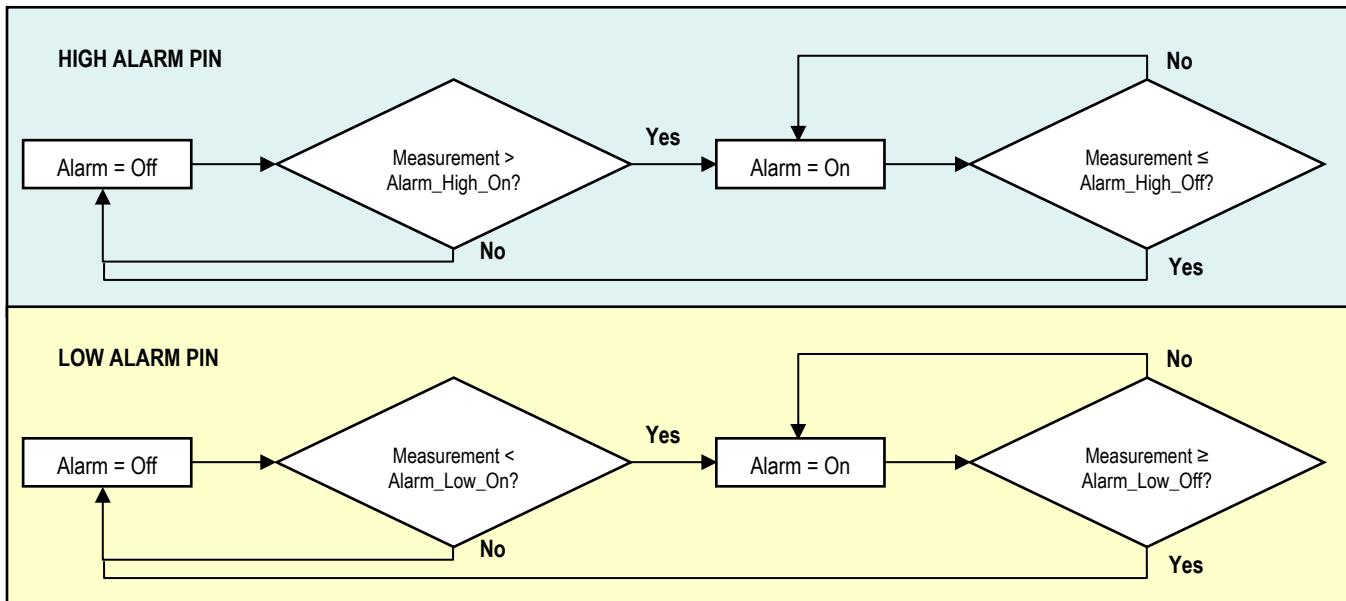 HIGH ALARM PIN
No
Yes
Alarm = Off
Measurement >
Alarm_High_On?
Alarm = On
Measurement ≤
Alarm_High_Off?
No
Yes
LOW ALARM PIN
No
Yes
Alarm = Off
Measurement <
Alarm_Low_On?
Alarm = On
Measurement ≥
Alarm_Low_Off?
No
Yes